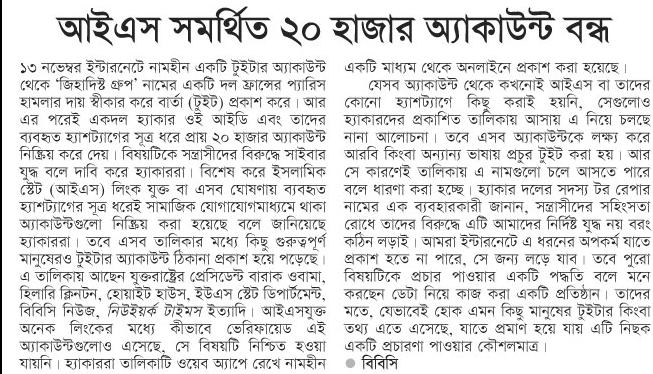 আইএস সমর্থিত ২০ হাজার অ্যাকাউন্ট বন্ধ
১৩ নভেম্বর ইন্টারনেটে নামহীন একটি টুইটার অ্যাকাউন্ট
থেকে ‘জিহাদিস্ট গ্রুপ’ নামের একটি দল ফ্রান্সের প্যারিস
হামলার দায় স্বীকার করে বার্তা (টুইট) প্রকাশ করে। আর
এর পরেই একদল হ্যাকার ওই আইডি এবং তাদের
ব্যবহৃত হ্যাশট্যাগের সূত্র ধরে প্রায় ২০ হাজার অ্যাকাউন্ট
নিষ্ক্রিয় করে দেয়। বিষয়টিকে সন্ত্রাসীদের বিরুদ্ধে সাইবার
যুদ্ধ বলে দাবি করে হ্যাকাররা। বিশেষ করে ইসলামিক
স্টেট (আইএস) লিংক যুক্ত বা এসব ঘোষণায় ব্যবহৃত
হ্যাশট্যাগের সূত্র ধরেই সামাজিক যোগাযোগমাধ্যমে থাকা
অ্যাকাউন্টগুলো নিষ্ক্রিয় করা হয়েছে বলে জানিয়েছে
হ্যাকাররা। তবে এসব তালিকার মধ্যে কিছু গুরুত্বপূর্ণ
মানুষেরও টুইটার অ্যাকাউন্ট ঠিকানা প্রকাশ হয়ে পড়েছে।
এ তালিকায় আছেন যুক্তরাষ্ট্রের প্রেসিডেন্ট বারাক ওবামা,
হিলারি ক্লিনটন, হোয়াইট হাউস, ইউএস স্টেট ডিপার্টমেন্ট,
বিবিসি নিউজ, নিউইয়র্ক টাইমস ইত্যাদি। আইএসযুক্ত
অনেক লিংকের মধ্যে কীভাবে ভেরিফায়েড এই
অ্যাকাউন্টগুলোও এসেছে, সে বিষয়টি নিশ্চিত হওয়া
যায়নি। হ্যাকাররা তালিকাটি ওয়েব অ্যাপে রেখে নামহীন
একটি মাধ্যম থেকে অনলাইনে প্রকাশ করা হয়েছে।
যেসব অ্যাকাউন্ট থেকে কখনোই আইএস বা তাদের
কোনো হ্যাশট্যাগে কিছু করাই হয়নি, সেগুলোও
হ্যাকারদের প্রকাশিত তালিকায় আসায় এ নিয়ে চলছে
নানা আলোচনা। তবে এসব অ্যাকাউন্টকে লক্ষ্য করে
আরবি কিংবা অন্যান্য ভাষায় প্রচুর টুইট করা হয়। আর
সে কারণেই তালিকায় এ নামগুলো চলে আসতে পারে
বলে ধারণা করা হচ্ছে। হ্যাকার দলের সদস্য টর রেপার
নামের এক ব্যবহারকারী জানান, সন্ত্রাসীদের সহিংসতা
রোধে তাদের বিরুদ্ধে এটি আমাদের নির্দিষ্ট যুদ্ধ নয় বরং
কঠিন লড়াই। আমরা ইন্টারনেটে এ ধরনের অপকর্ম যাতে
প্রকাশ হতে না পারে, সে জন্য লড়ে যাব। তবে পুরো
বিষয়টিকে প্রচার পাওয়ার একটি পদ্ধতি বলে মনে
করছেন ডেটা নিয়ে কাজ করা একটি প্রতিষ্ঠান। তাদের
মতে, যেভাবেই হোক এমন কিছু মানুষের টুইটার কিংবা
তথ্য এতে এসেছে, যাতে প্রমাণ হয়ে যায় এটি নিছক
একটি প্রচারণা পাওয়ার কৌশলমাত্র।
● বিবিসি